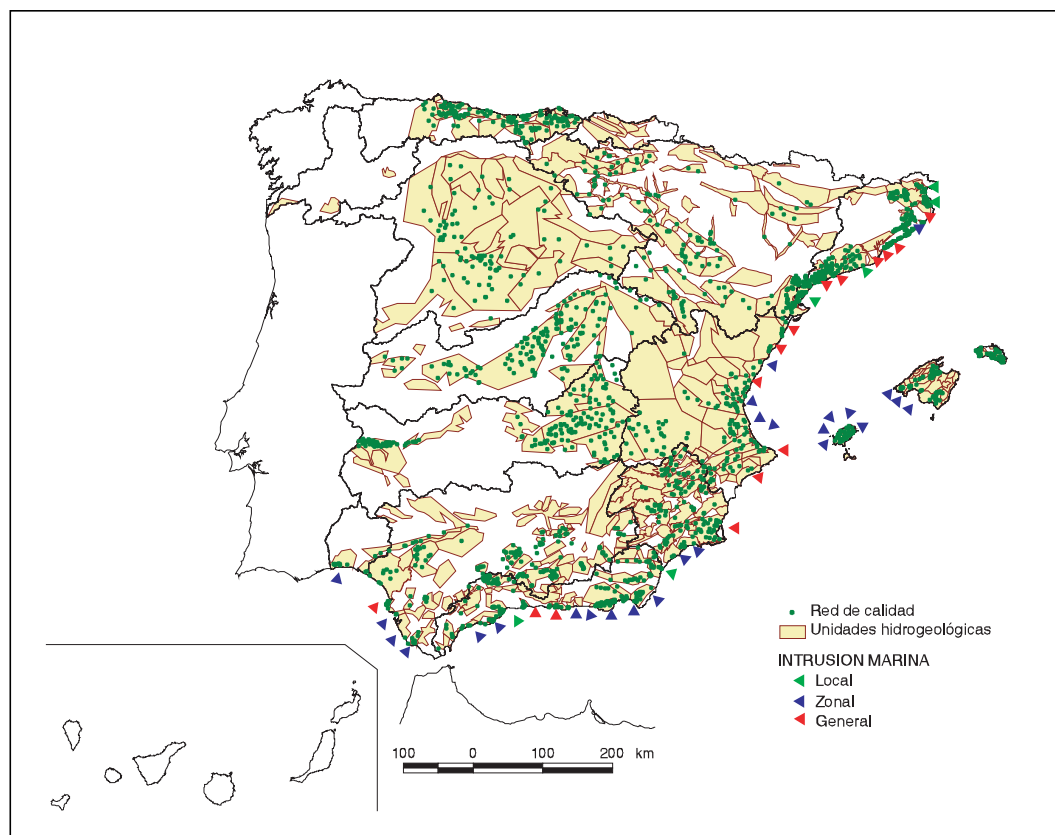 Red de calidad
Unidades hidrogeológicas
INTRUSION MARINA
Local
Zonal
General
100 0 100 200 km